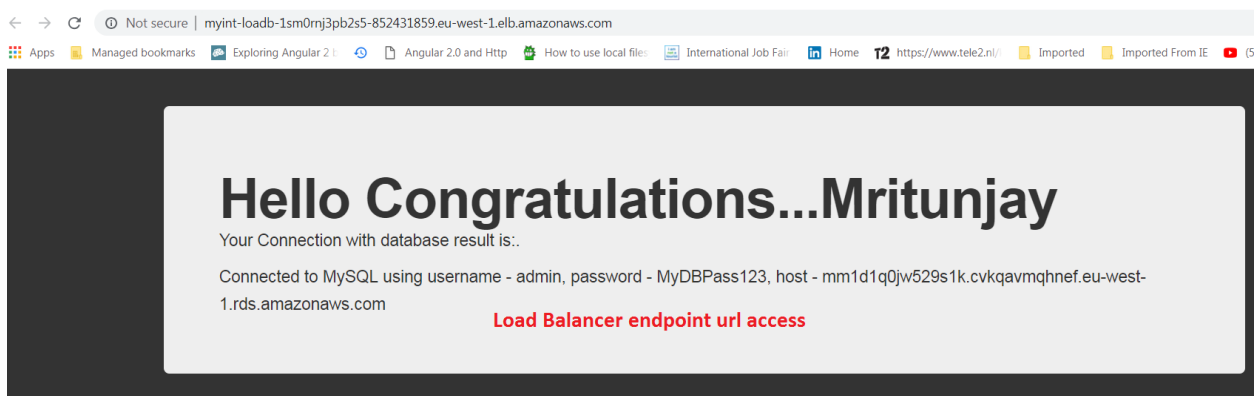 Not secure | myint-loadb-1sm0rnj3pb2s5-852431859.eu-west-1.elb.amazonaws.com
Apps Managed bookmarks Exploring Angular 2 Angular 2.0 and Http How to use local files International Job Fair in Home T2 https://www.tele2.nl/ Imported Imported From IE (5
Hello Congratulations...Mritunjay
Your Connection with database result is:.
Connected to MySQL using username - admin, password - MyDBPass123, host - mm1d1q0jw529s1k.cvkqavmqhnef.eu-west-
1.rds.amazonaws.com
Load Balancer endpoint url access